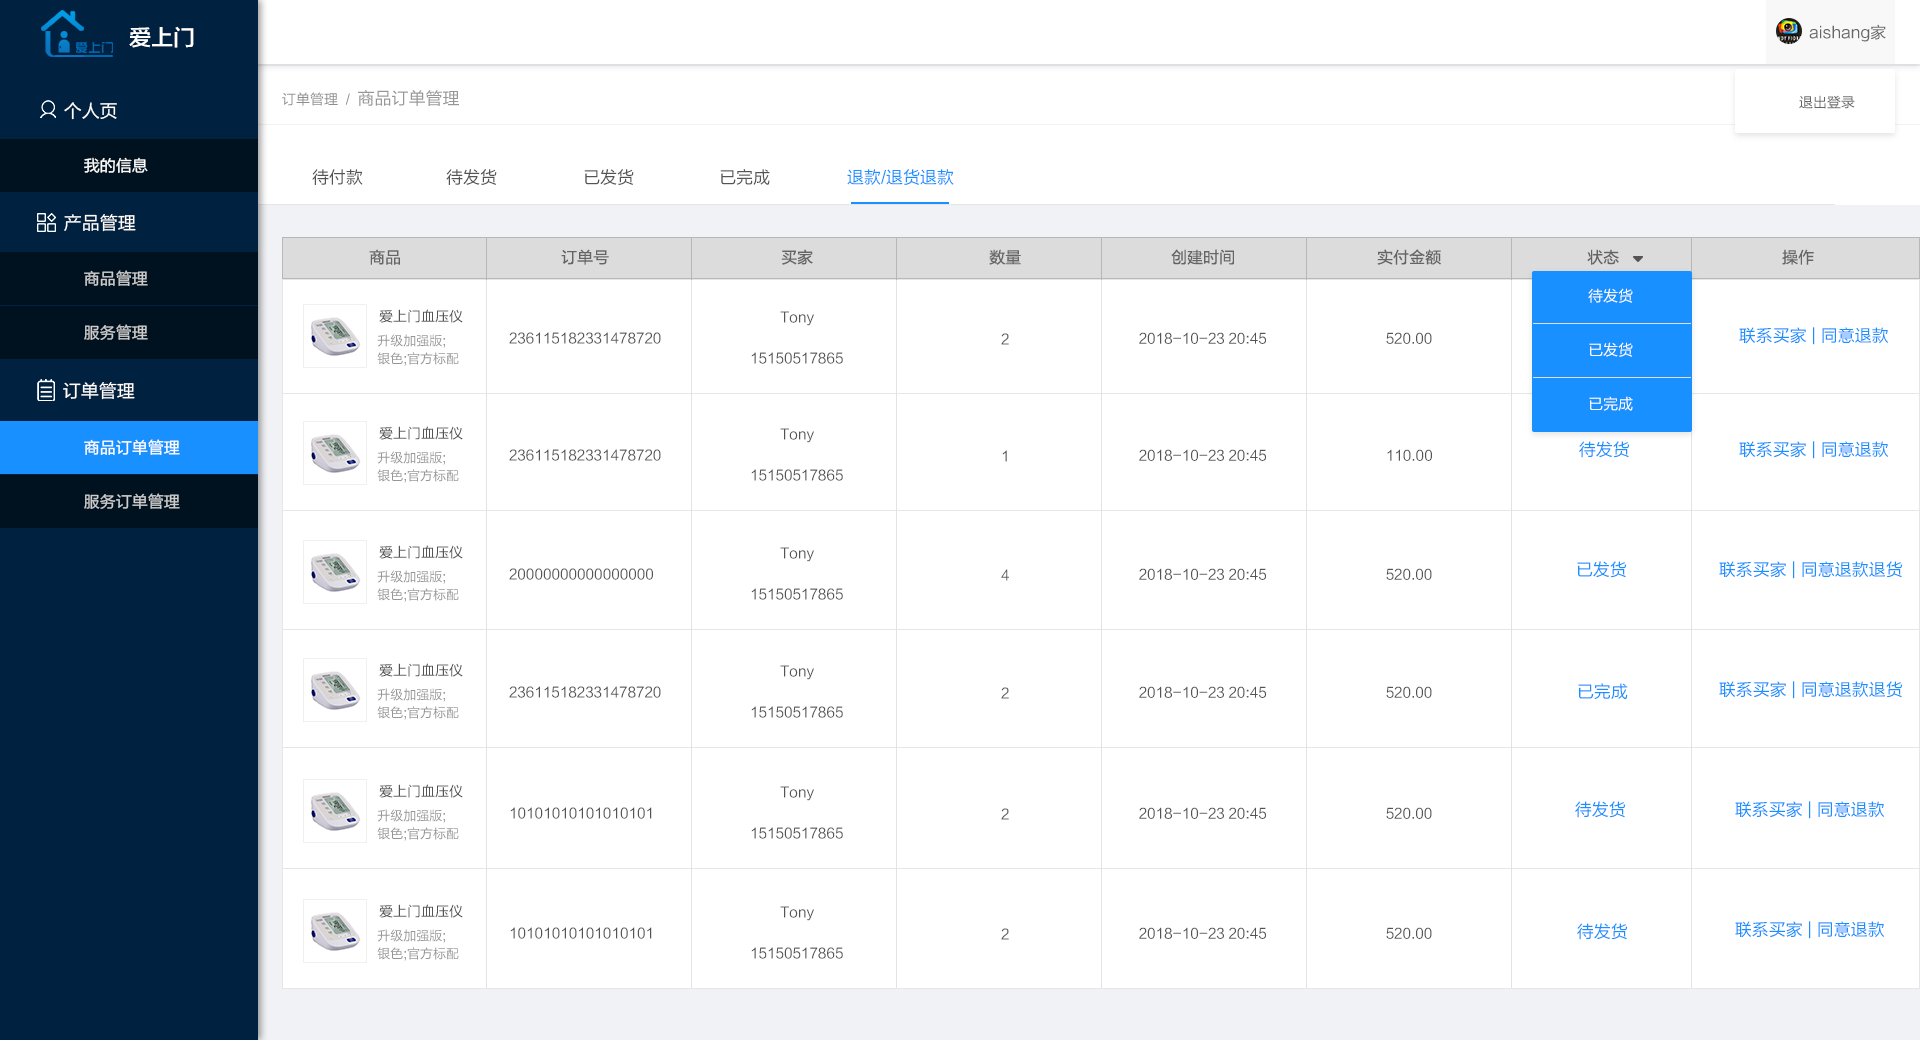 爱上门
爱上门
aishang家
退出登录
个人页
我的信息
产品管理
商品管理
服务管理
订单管理
商品订单管理
服务订单管理
订单管理 / 商品订单管理
待付款 待发货 已发货 已完成 退款/退货退款
商品 订单号 买家 数量 创建时间 实付金额 状态 操作
待发货
已发货
已完成
爱上门血压仪
升级加强版;
银色;官方标配
236115182331478720
Tony
15150517865
2
2018-10-23 20:45
520.00
联系买家 | 同意退款
爱上门血压仪
升级加强版;
银色;官方标配
236115182331478720
Tony
15150517865
1
2018-10-23 20:45
110.00
待发货
联系买家 | 同意退款
爱上门血压仪
升级加强版;
银色;官方标配
20000000000000000
Tony
15150517865
4
2018-10-23 20:45
520.00
已发货
联系买家 | 同意退款退货
爱上门血压仪
升级加强版;
银色;官方标配
236115182331478720
Tony
15150517865
2
2018-10-23 20:45
520.00
已完成
联系买家 | 同意退款退货
爱上门血压仪
升级加强版;
银色;官方标配
10101010101010101
Tony
15150517865
2
2018-10-23 20:45
520.00
待发货
联系买家 | 同意退款
爱上门血压仪
升级加强版;
银色;官方标配
10101010101010101
Tony
15150517865
2
2018-10-23 20:45
520.00
待发货
联系买家 | 同意退款